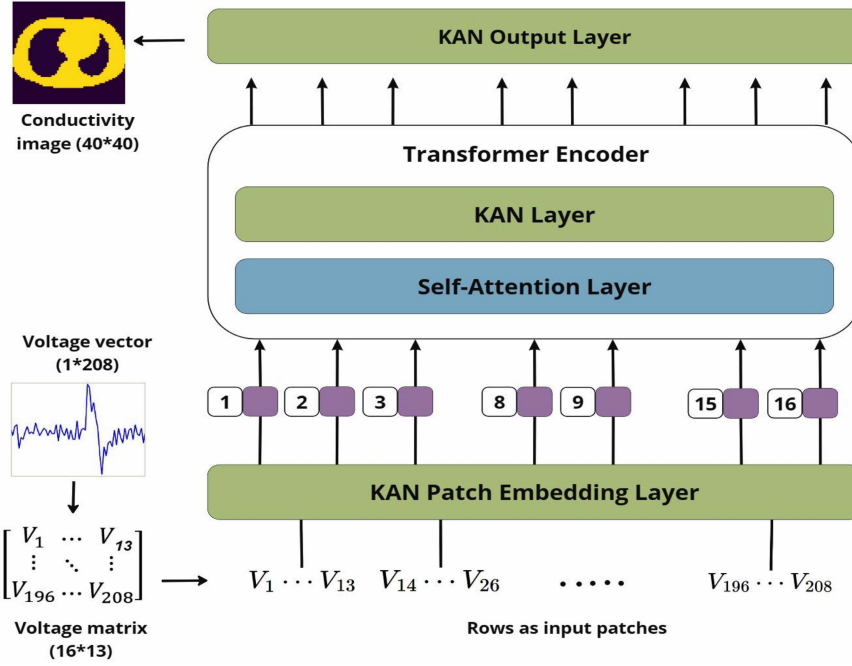 KAN Output Layer
Conductivity
image (40*40)
Transformer Encoder
KAN Layer
Self-Attention Layer
Voltage vector
(1*208)
1 2 3 8 9 15 16
KAN Patch Embedding Layer
V₁ ... V₁₃
⋮ ⋱ ⋮
V₁₉₆ ... V₂₀₈
V₁ ⋯ V₁₃ V₁₄ ⋯ V₂₆ ..... V₁₉₆ ⋯ V₂₀₈
Voltage matrix
(16*13)
Rows as input patches